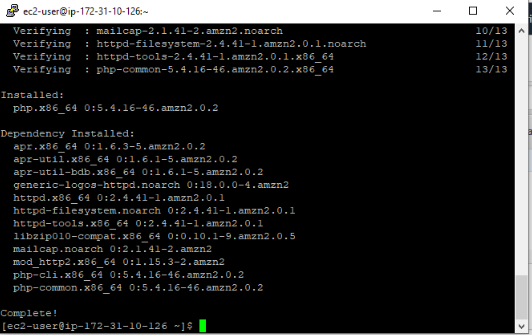 ec2-user@ip-172-31-10-126:~
Verifying  : mailcap-2.1.41-2.amzn2.noarch 10/13
Verifying  : httpd-filesystem-2.4.41-1.amzn2.0.1.noarch 11/13
Verifying  : httpd-tools-2.4.41-1.amzn2.0.1.x86_64 12/13
Verifying  : php-common-5.4.16-46.amzn2.0.2.x86_64 13/13
Installed:
php.x86_64 0:5.4.16-46.amzn2.0.2
Dependency Installed:
apr.x86_64 0:1.6.3-5.amzn2.0.2
apr-util.x86_64 0:1.6.1-5.amzn2.0.2
apr-util-bdb.x86_64 0:1.6.1-5.amzn2.0.2
generic-logos-httpd.noarch 0:18.0.0-4.amzn2
httpd.x86_64 0:2.4.41-1.amzn2.0.1
httpd-filesystem.noarch 0:2.4.41-1.amzn2.0.1
httpd-tools.x86_64 0:2.4.41-1.amzn2.0.1
libzip010-compat.x86_64 0:0.10.1-9.amzn2.0.5
mailcap.noarch 0:2.1.41-2.amzn2
mod_http2.x86_64 0:1.15.3-2.amzn2
php-cli.x86_64 0:5.4.16-46.amzn2.0.2
php-common.x86_64 0:5.4.16-46.amzn2.0.2
Complete!
[ec2-user@ip-172-31-10-126 ~]$